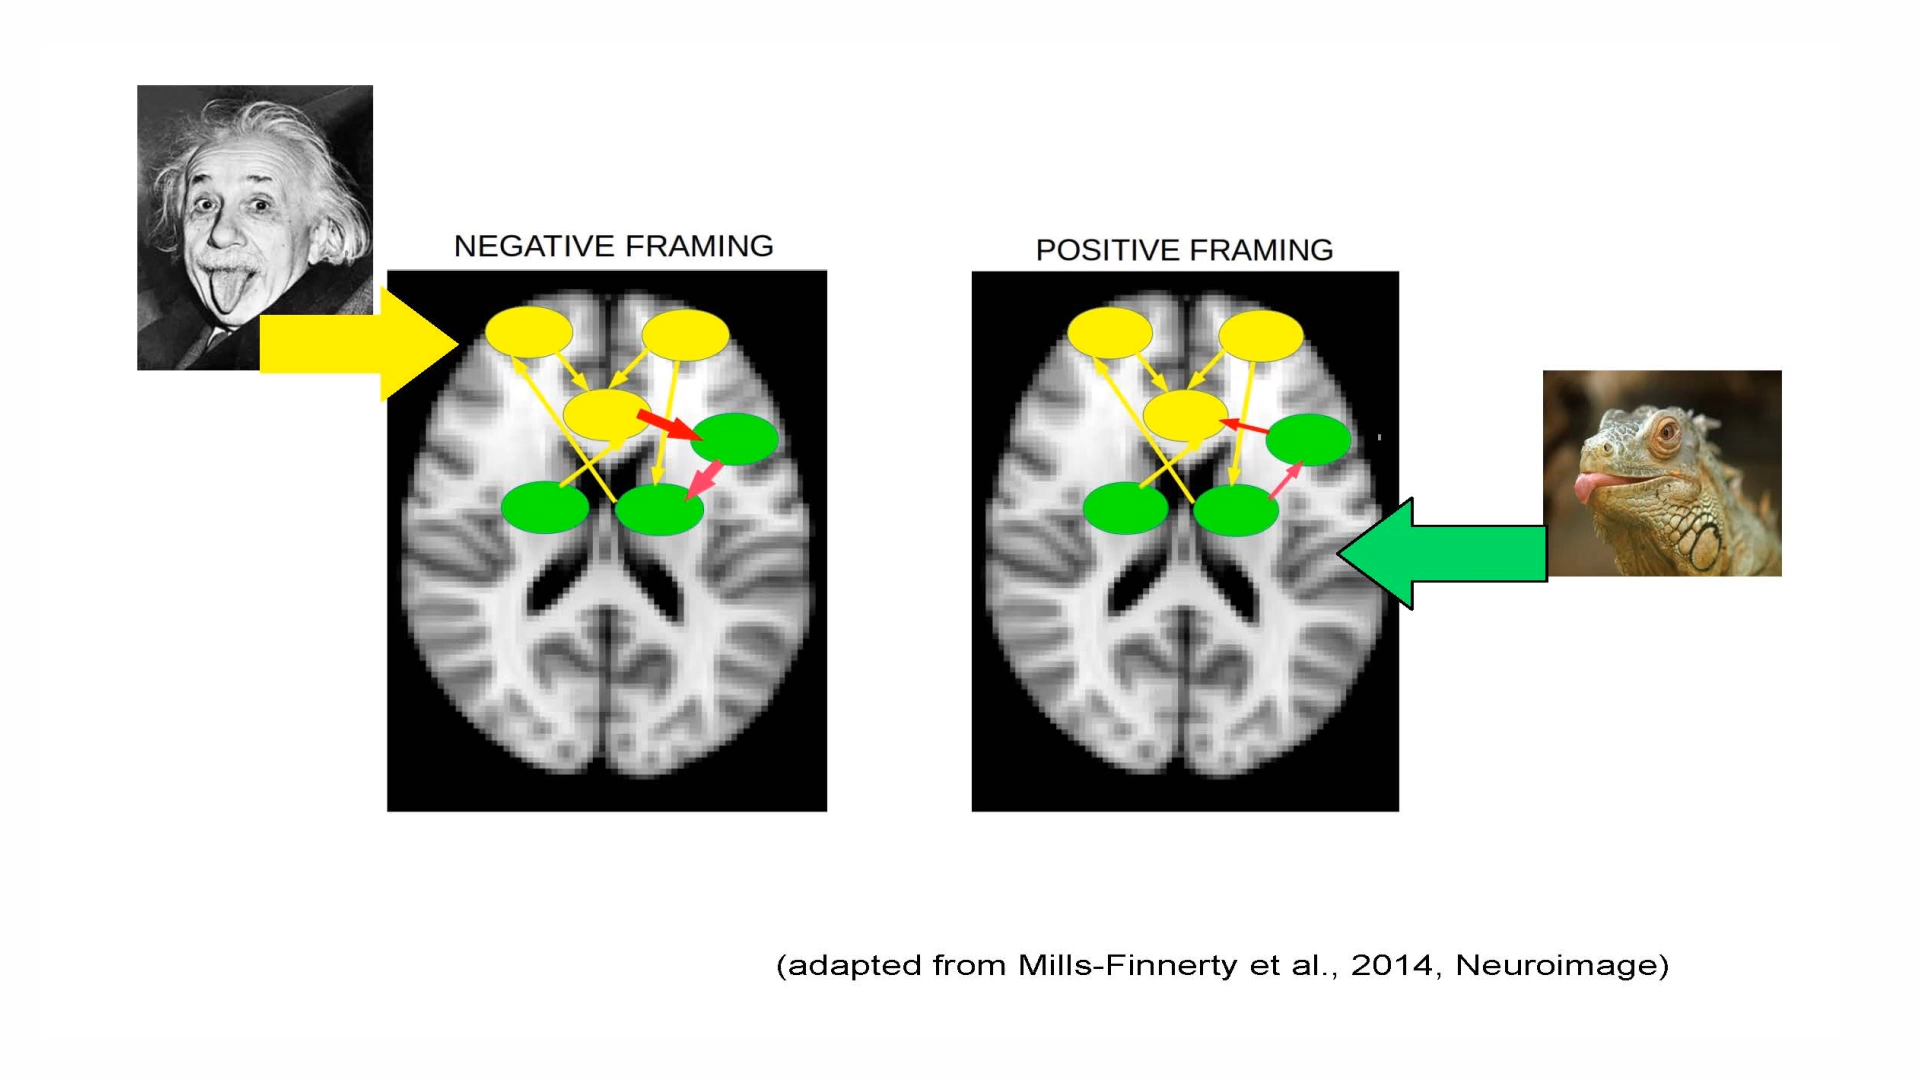 NEGATIVE FRAMING
POSITIVE FRAMING
(adapted from Mills-Finnerty et al., 2014, Neuroimage)